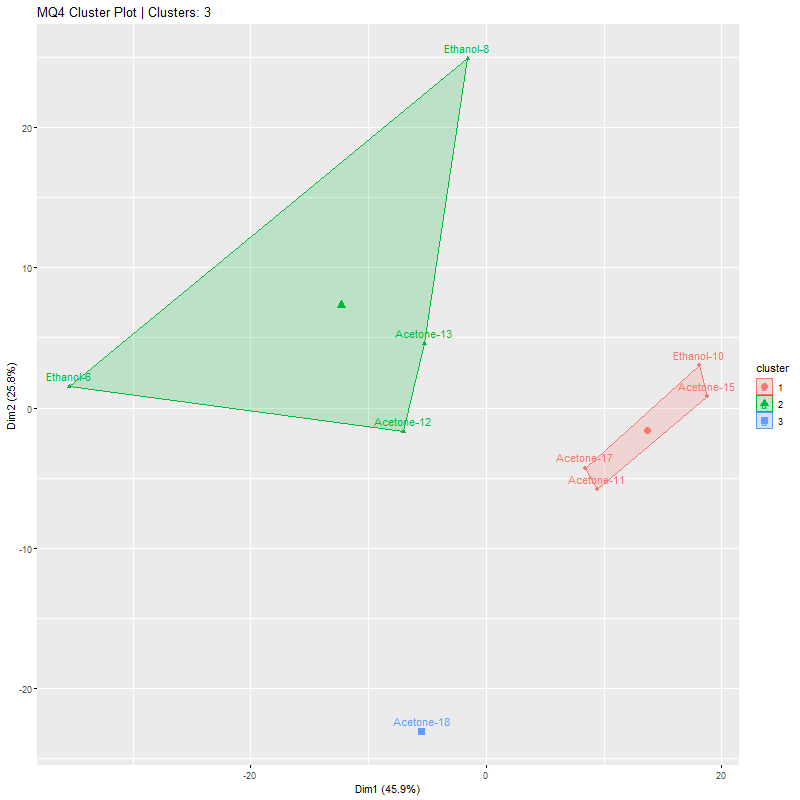 MQ4 Cluster Plot | Clusters: 3
Ethanol-8
20
10
Acetone-13
Ethanol-10
Ethanol-6
Acetone-15
cluster
1
2
3
Dim2 (25.8%)
0
Acetone-12
Acetone-17
Acetone-11
-10
-20
Acetone-18
-20
0
20
Dim1 (45.9%)